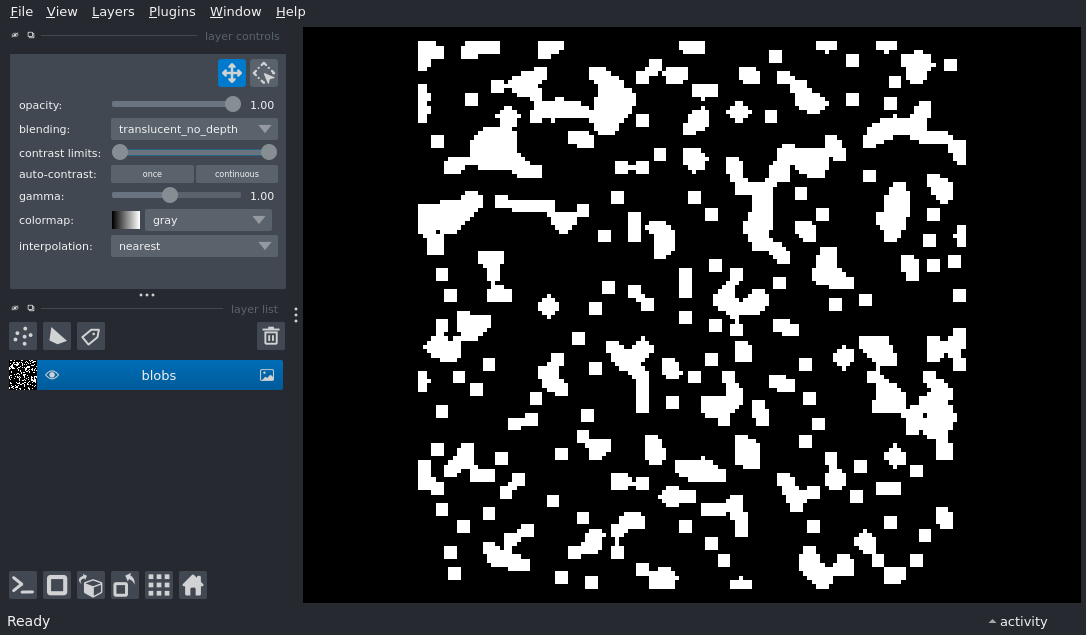 File View Layers Plugins Window Help
layer controls
opacity: 1.00
blending: translucent_no_depth
contrast limits:
auto-contrast: once continuous
gamma: 1.00
colormap: gray
interpolation: nearest
layer list
blobs
Ready activity